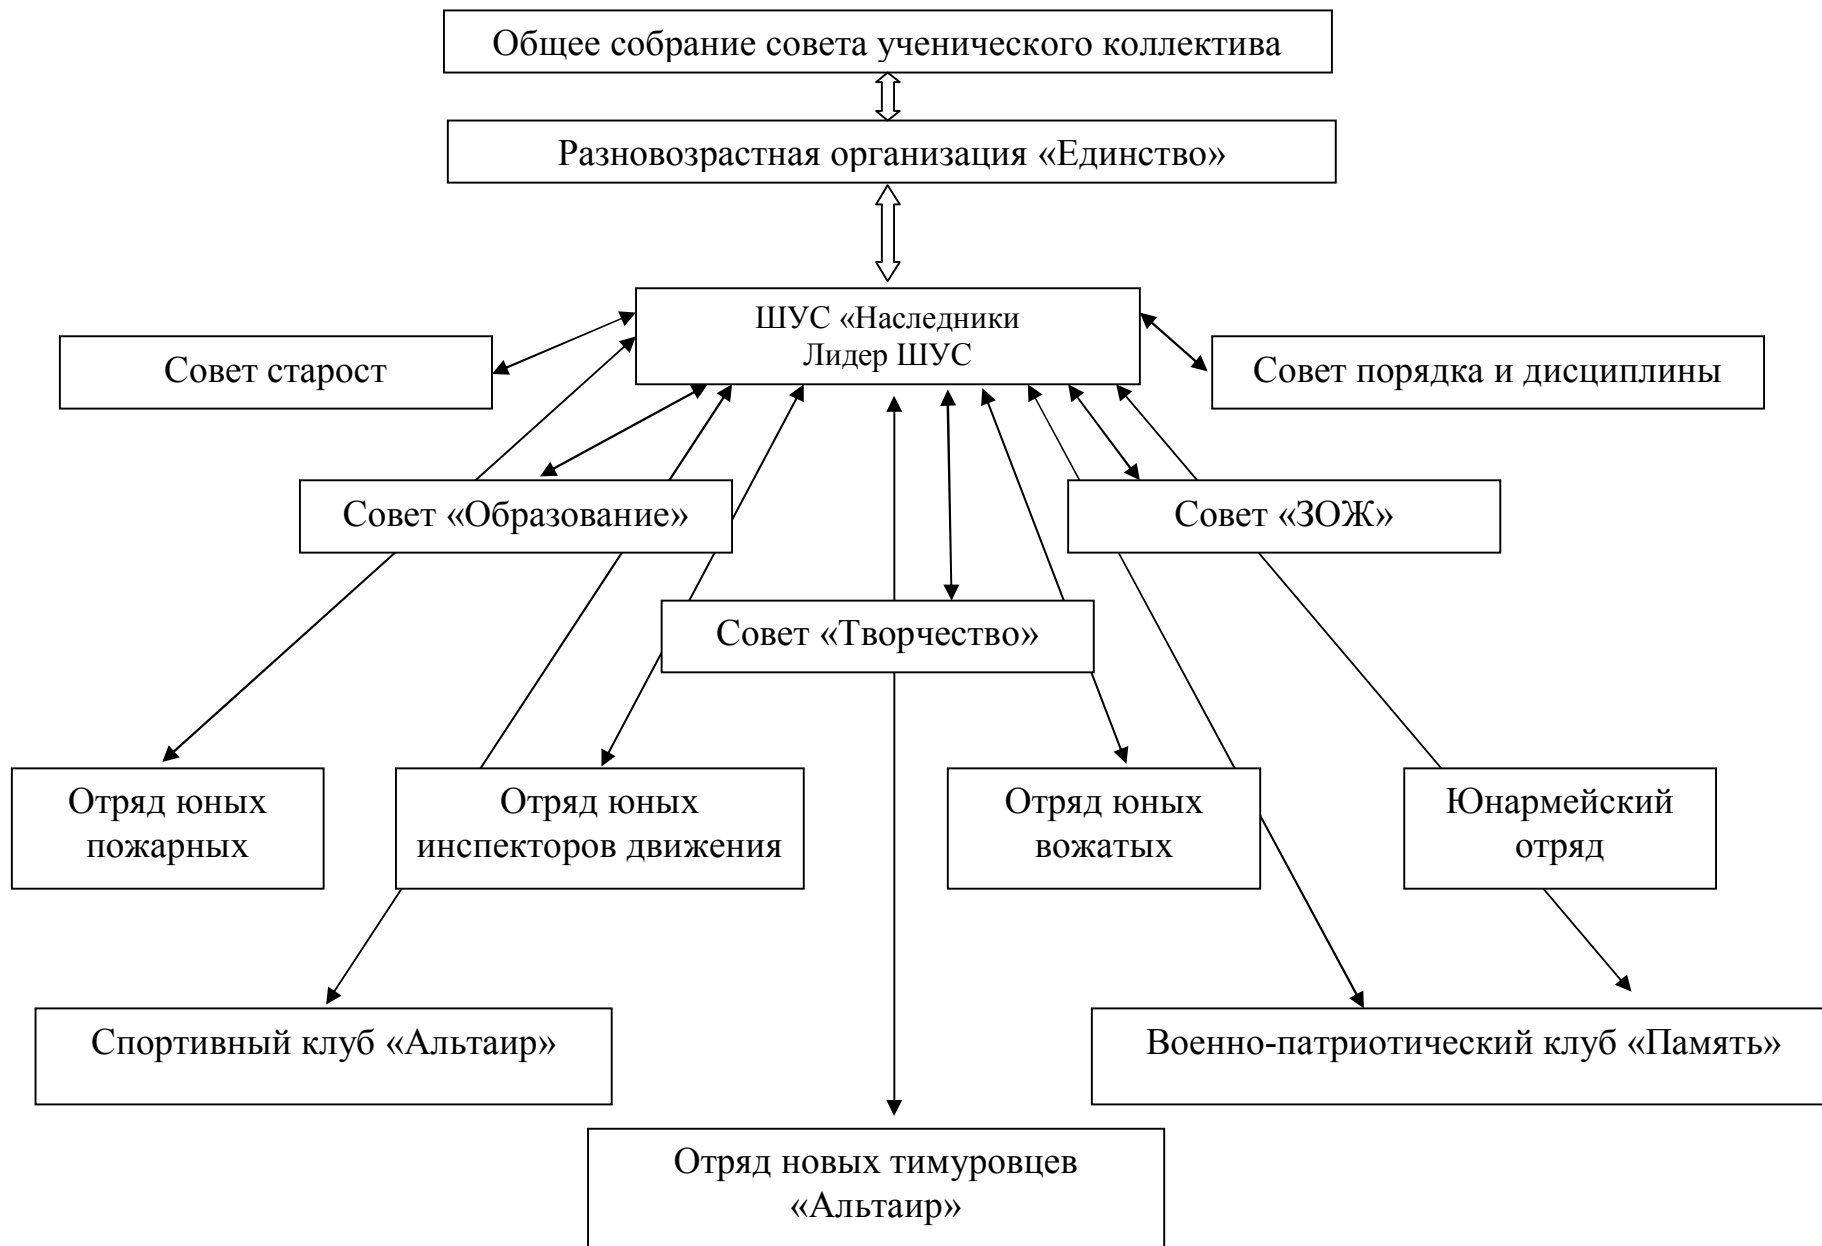 Общее собрание совета ученического коллектива
Разновозрастная организация «Единство»
ШУС «Наследники
Лидер ШУС
Совет старост
Совет порядка и дисциплины
Совет «Образование»
Совет «ЗОЖ»
Совет «Творчество»
Отряд юных
пожарных
Отряд юных
инспекторов движения
Отряд юных
вожатых
Юнармейский
отряд
Спортивный клуб «Альтаир»
Военно-патриотический клуб «Память»
Отряд новых тимуровцев
«Альтаир»